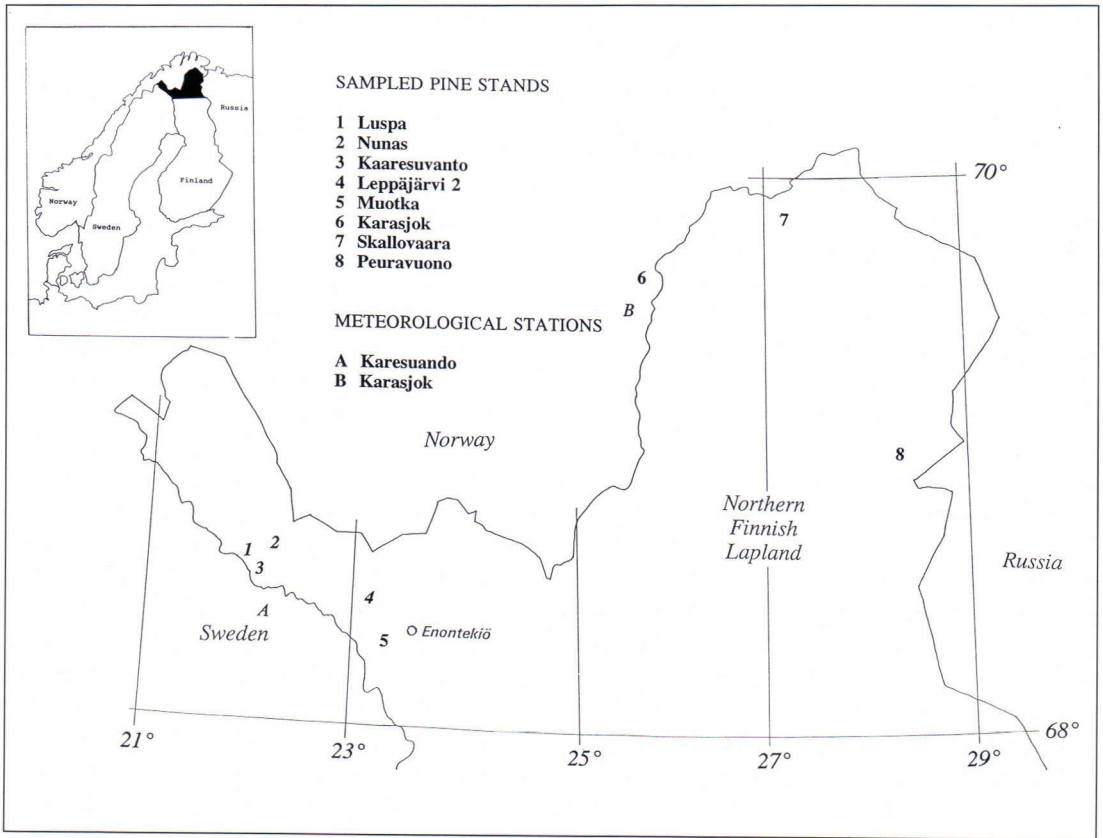 Russia
Finland
Norway
Sweden
SAMPLED PINE STANDS
1 Luspa
2 Nunas
3 Kaaresuvanto
4 Leppäjärvi 2
5 Muotka
6 Karasjok
7 Skallovaara
8 Peuravuono
METEOROLOGICAL STATIONS
A Karesuando
B Karasjok
70°
7
6
B
Norway
8
Northern
Finnish
Lapland
Russia
1
2
3
A
Sweden
4
5
Enontekiö
68°
21°
23°
25°
27°
29°